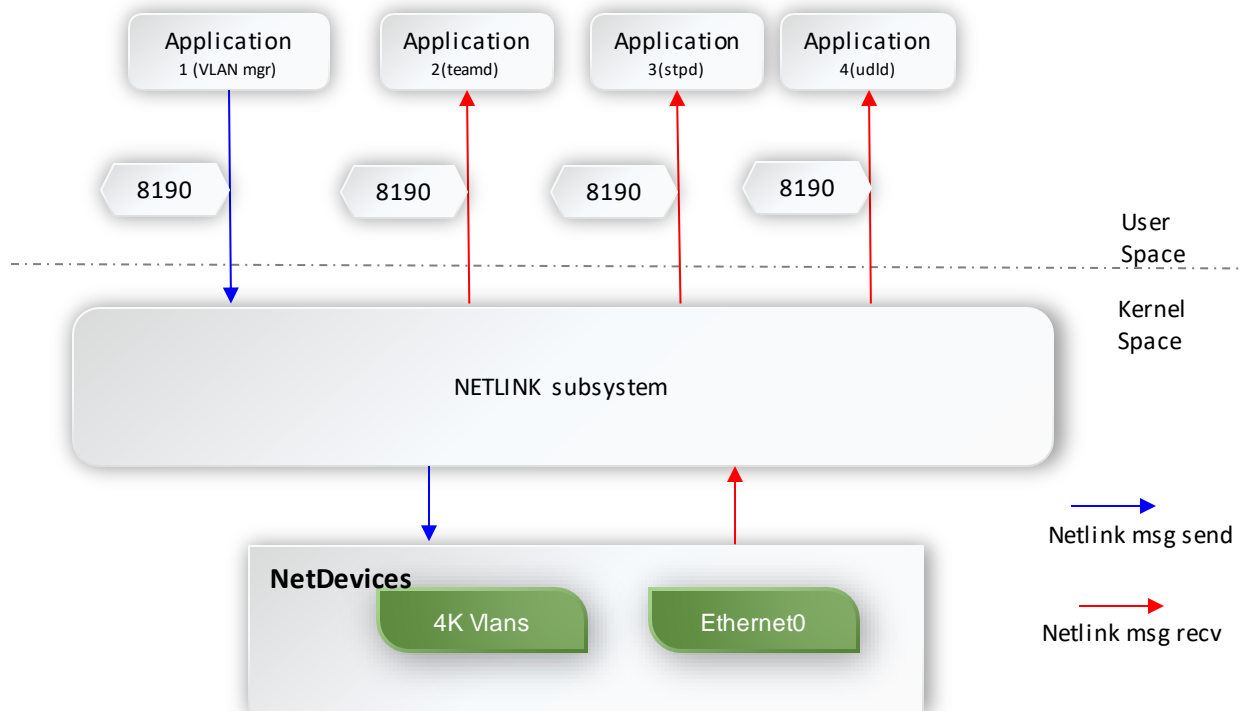 Application
1 (VLAN mgr)
Application
2(teamd)
Application
3(stpd)
Application
4(udld)
8190
8190
8190
8190
User
Space
Kernel
Space
NETLINK subsystem
Netlink msg send
NetDevices
4K Vlans
Ethernet0
Netlink msg recv